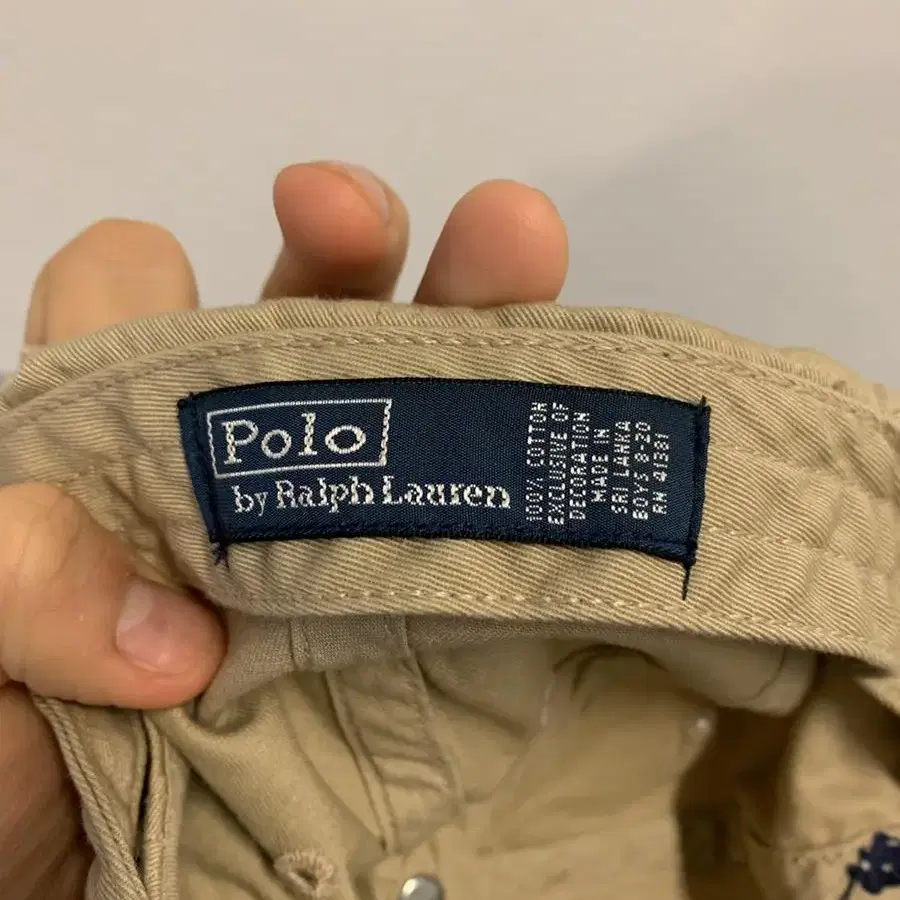 Polo
by Ralph Lauren
100% COTTON
EXCLUSIVE OF
DECORATION
MADE IN
SRI LANKA
BOYS 8-20
RN 41381